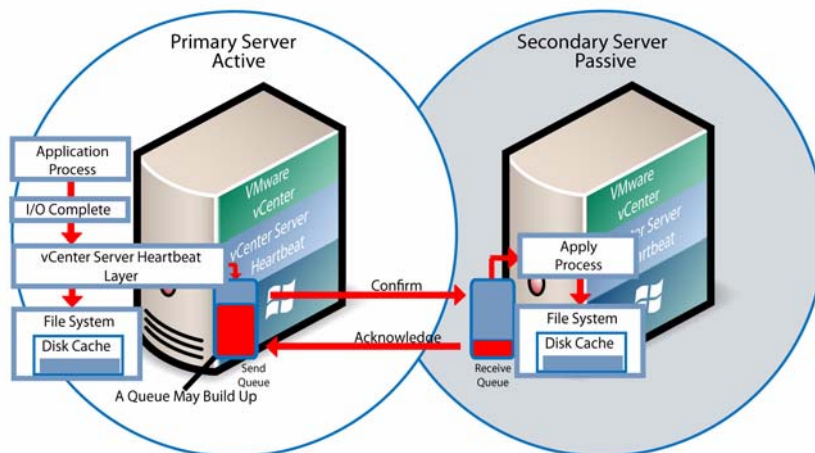 Primary Server
Active
Secondary Server
Passive
Application
Process
I/O Complete
vCenter Server Heartbeat
Layer
File System
Disk Cache
VMware
vCenter
vCenter Server
Heartbeat
Send
Queue
A Queue May Build Up
Confirm
Acknowledge
Receive
Queue
VMware
vCenter
Server
Apply
Process
File System
Disk Cache